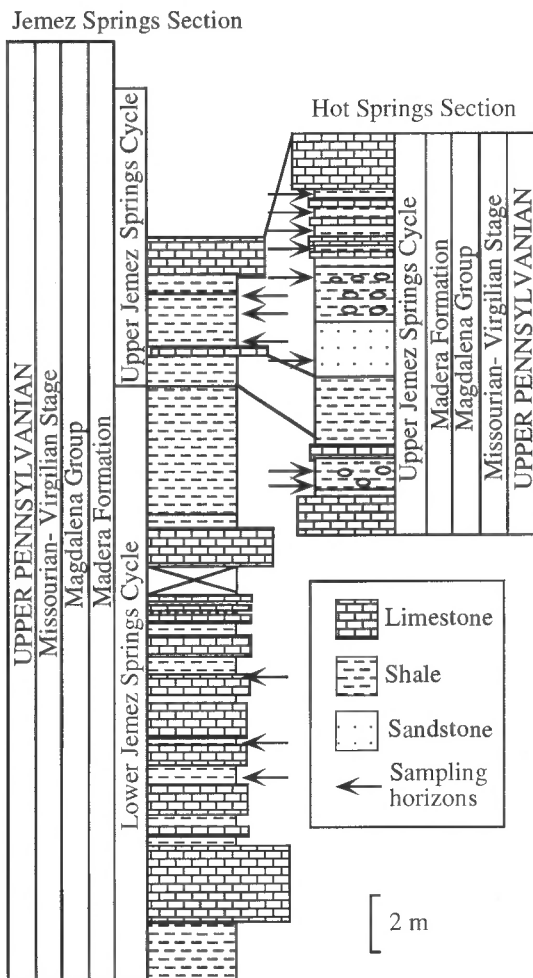 Jemez Springs Section
UPPER PENNSYLVANIAN
Missourian- Virgilian Stage
Magdalena Group
Madera Formation
Upper Jemez Springs Cycle
Lower Jemez Springs Cycle
Hot Springs Section
Upper Jemez Springs Cycle
Madera Formation
Magdalena Group
Missourian- Virgilian Stage
UPPER PENNSYLVANIAN
Limestone
Shale
Sandstone
Sampling
horizons
2 m